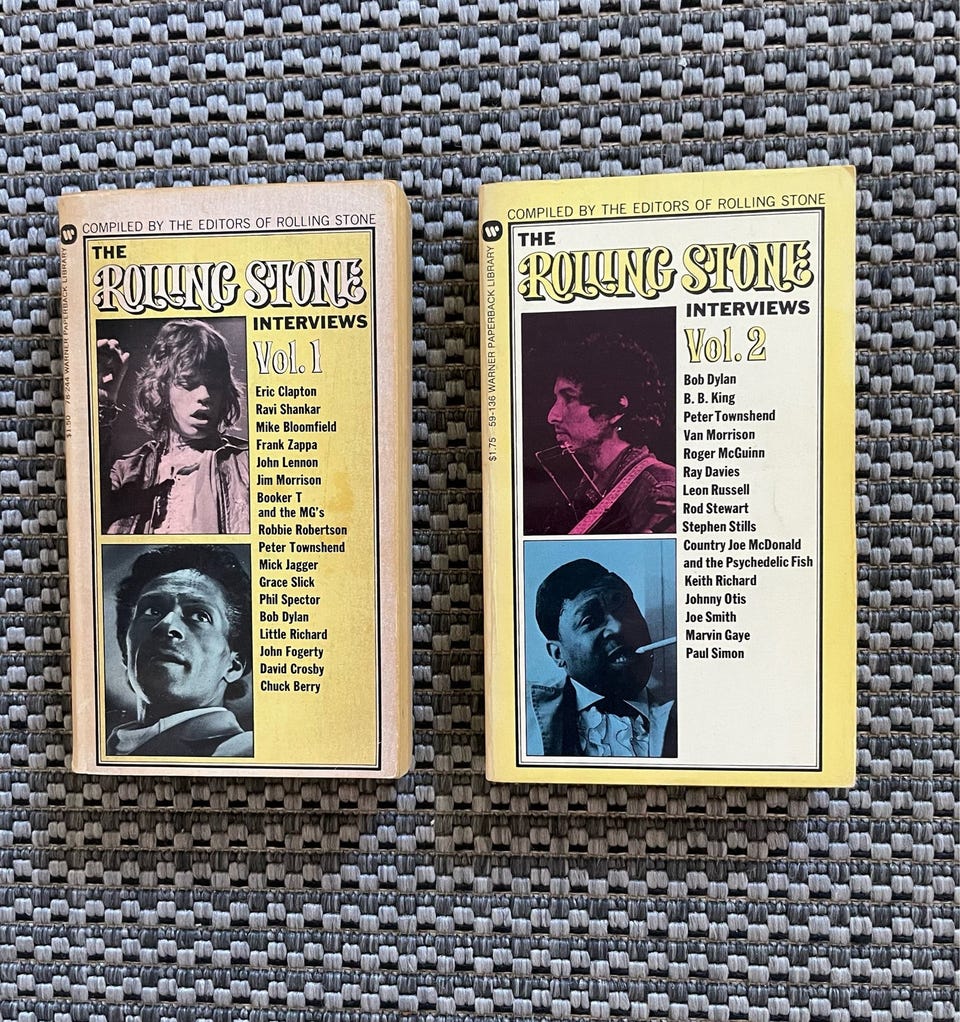 COMPILED BY THE EDITORS OF ROLLING STONE
THE
ROLLING STONE
INTERVIEWS
Vol. 1
Eric Clapton
Ravi Shankar
Mike Bloomfield
Frank Zappa
John Lennon
Jim Morrison
Booker T
and the MG's
Robbie Robertson
Peter Townshend
Mick Jagger
Grace Slick
Phil Spector
Bob Dylan
Little Richard
John Fogerty
David Crosby
Chuck Berry
$1.50 78-244 WARNER PAPERBACK LIBRARY
COMPILED BY THE EDITORS OF ROLLING STONE
THE
ROLLING STONE
INTERVIEWS
Vol. 2
Bob Dylan
B. B. King
Peter Townshend
Van Morrison
Roger McGuinn
Ray Davies
Leon Russell
Rod Stewart
Stephen Stills
Country Joe McDonald
and the Psychedelic Fish
Keith Richard
Johnny Otis
Joe Smith
Marvin Gaye
Paul Simon
$1.75 59-136 WARNER PAPERBACK LIBRARY